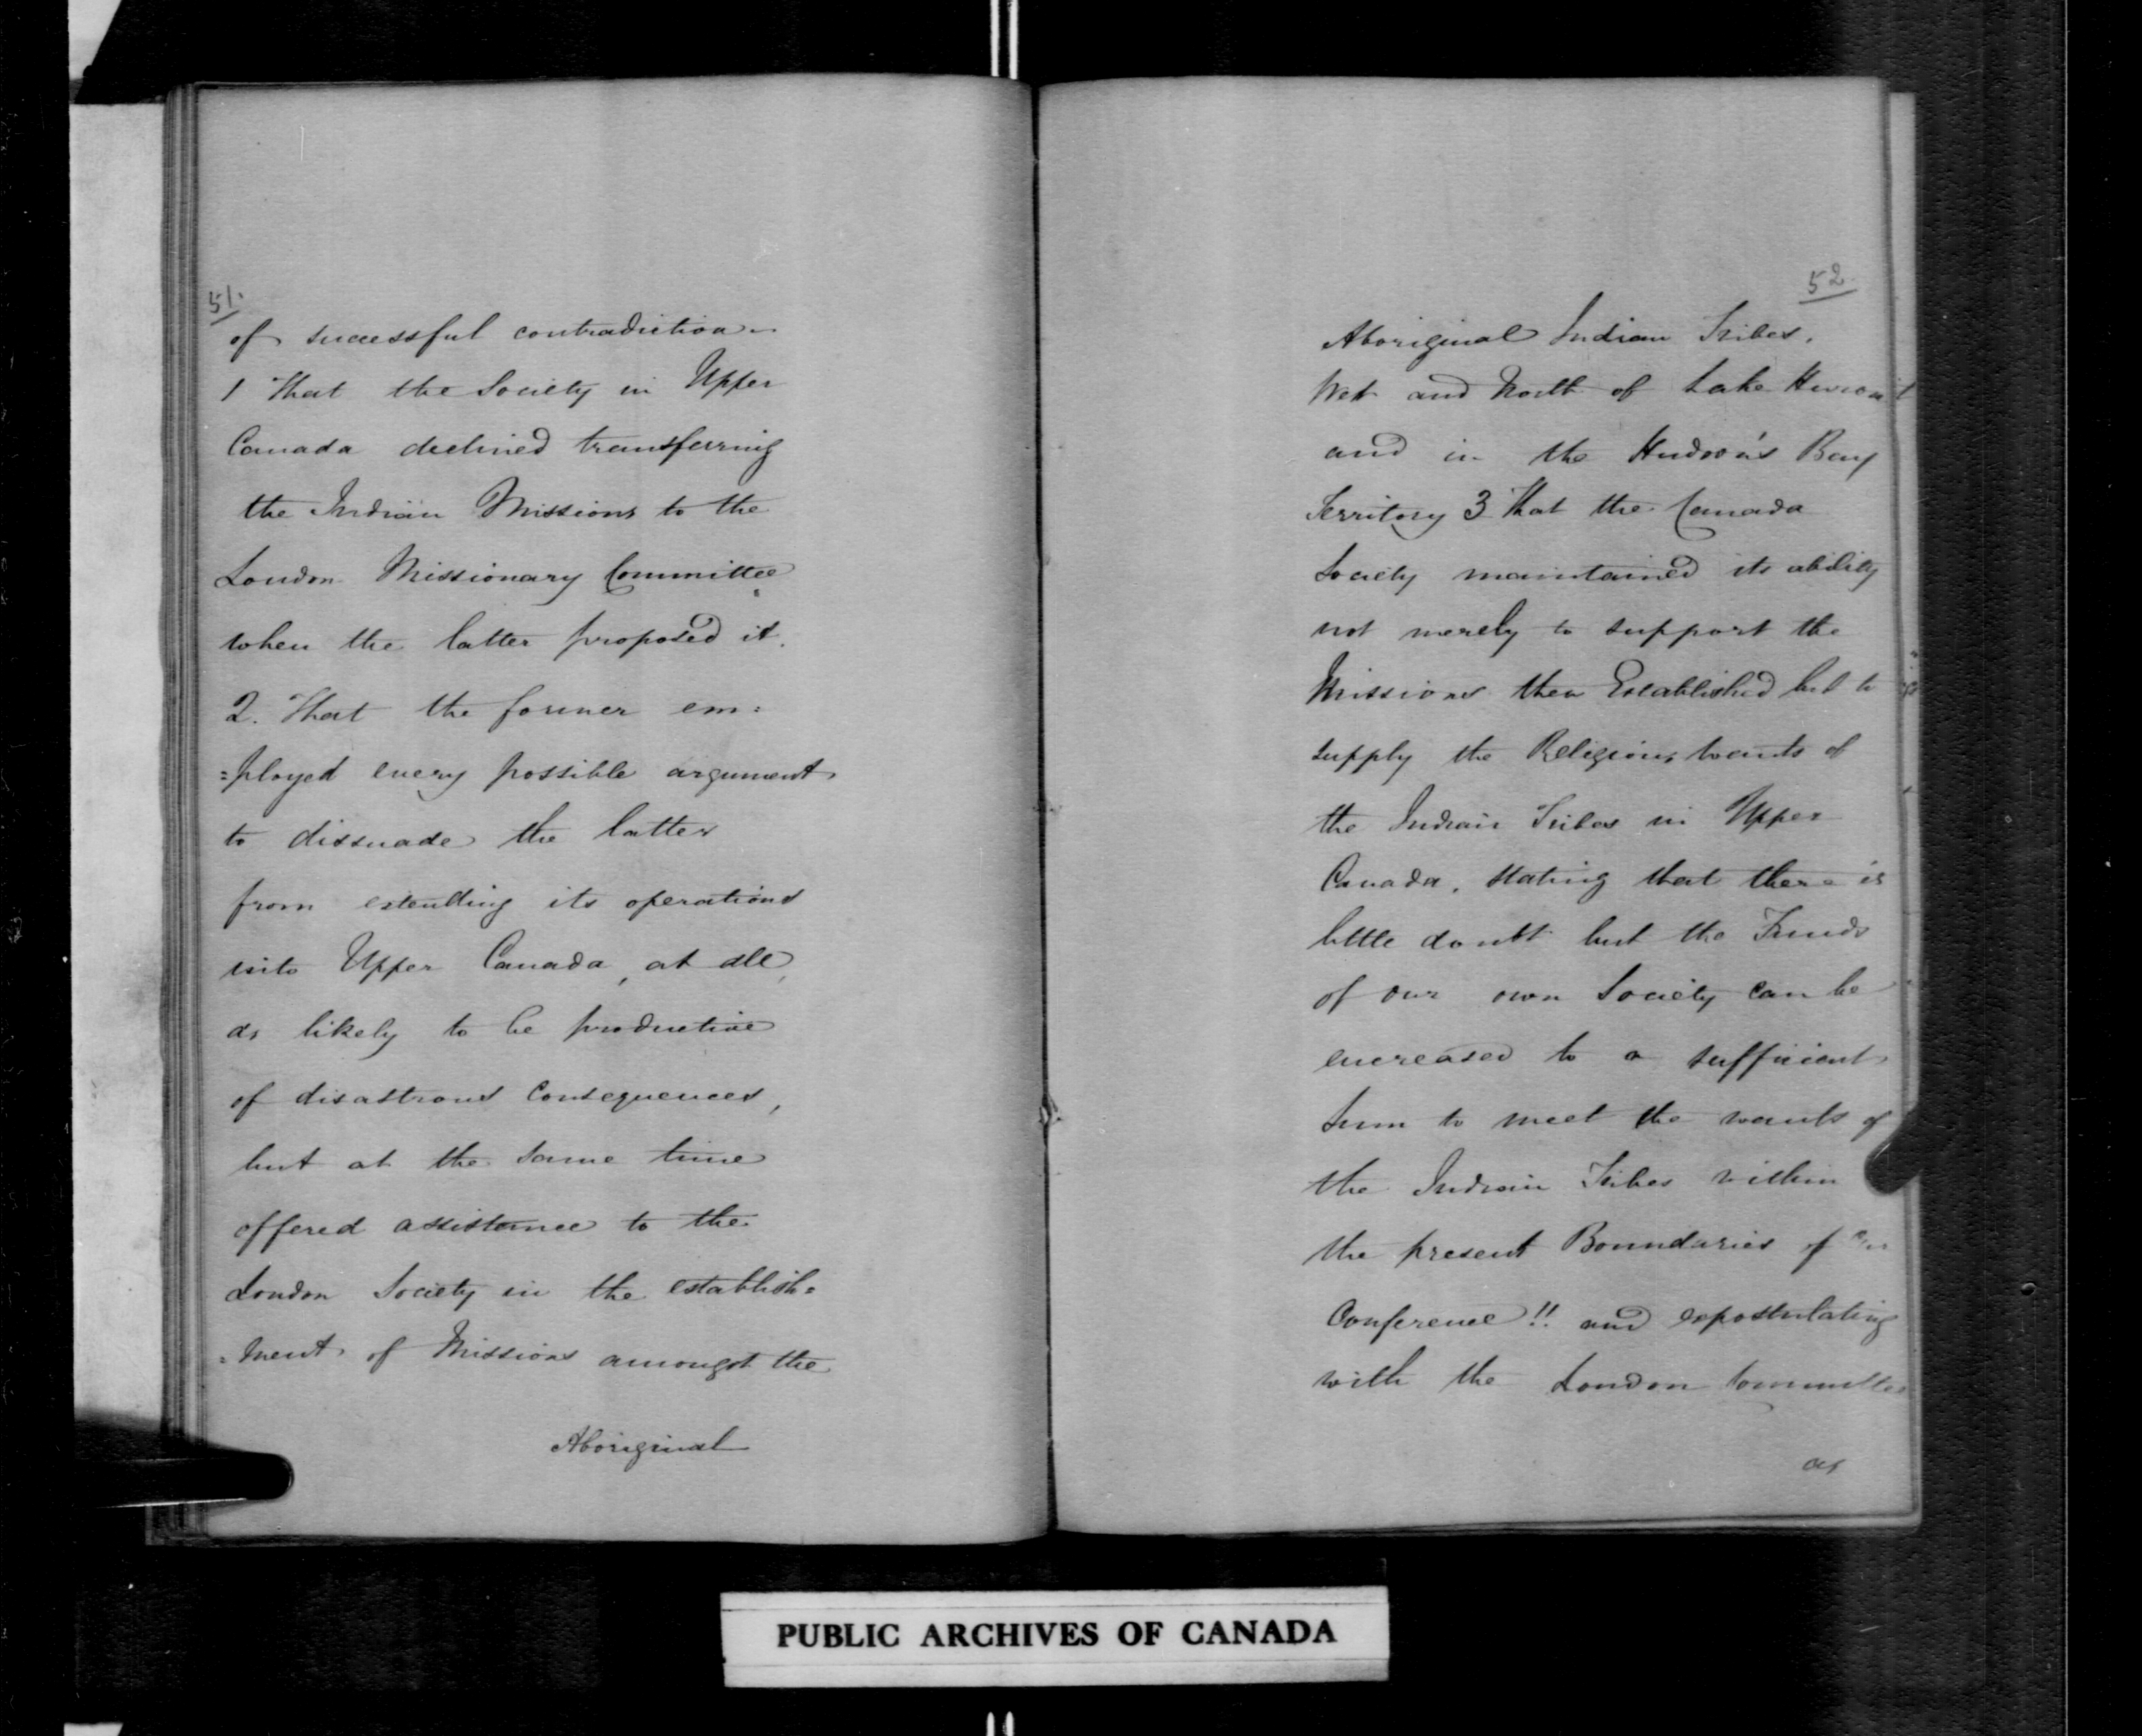 51.
of successful contradiction
1 That the Society in Upper
Canada declined transferring
the Indian Missions to the
London Missionary Committee
when the latter proposed it.
2. That the former em=
=ployed every possible argument
to dissuade the latter
from extending its operations
into Upper Canada, at all,
as likely to be productive
of disastrous Consequences,
but at the same time
offered assistance to the
London Society in the establish=
=ment of Missions amongst the
Aboriginal
52
Aboriginal Indian Tribes,
West and North of Lake Huron
and in the Hudson's Bay
Territory 3 That the Canada
Society maintained its ability
not merely to support the
Missions then Established but to
supply the Religious wants of
the Indian Tribes in Upper
Canada, stating that there is
little doubt but the Funds
of our own Society can be
encreased to a sufficient
sum to meet the wants of
the Indian Tribes within
the present Boundaries of our
Conference!! and expostulating
with the London Committee
as
PUBLIC ARCHIVES OF CANADA